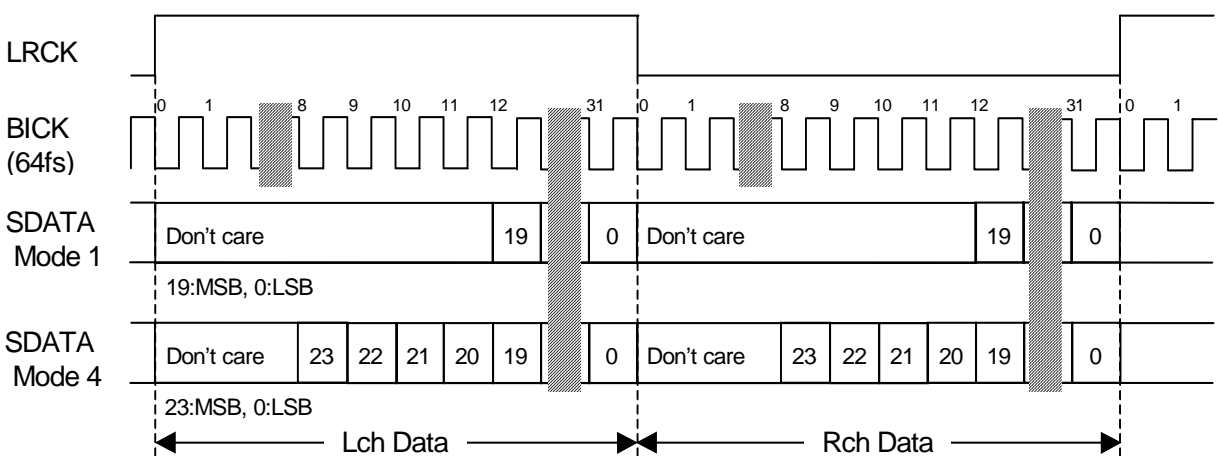 LRCK
0 1 8 9 10 11 12 31 0 1 8 9 10 11 12 31 0 1
BICK
(64fs)
SDATA
Mode 1
Don't care 19 0 Don't care 19 0
19:MSB, 0:LSB
SDATA
Mode 4
Don't care 23 22 21 20 19 0 Don't care 23 22 21 20 19 0
23:MSB, 0:LSB
Lch Data Rch Data